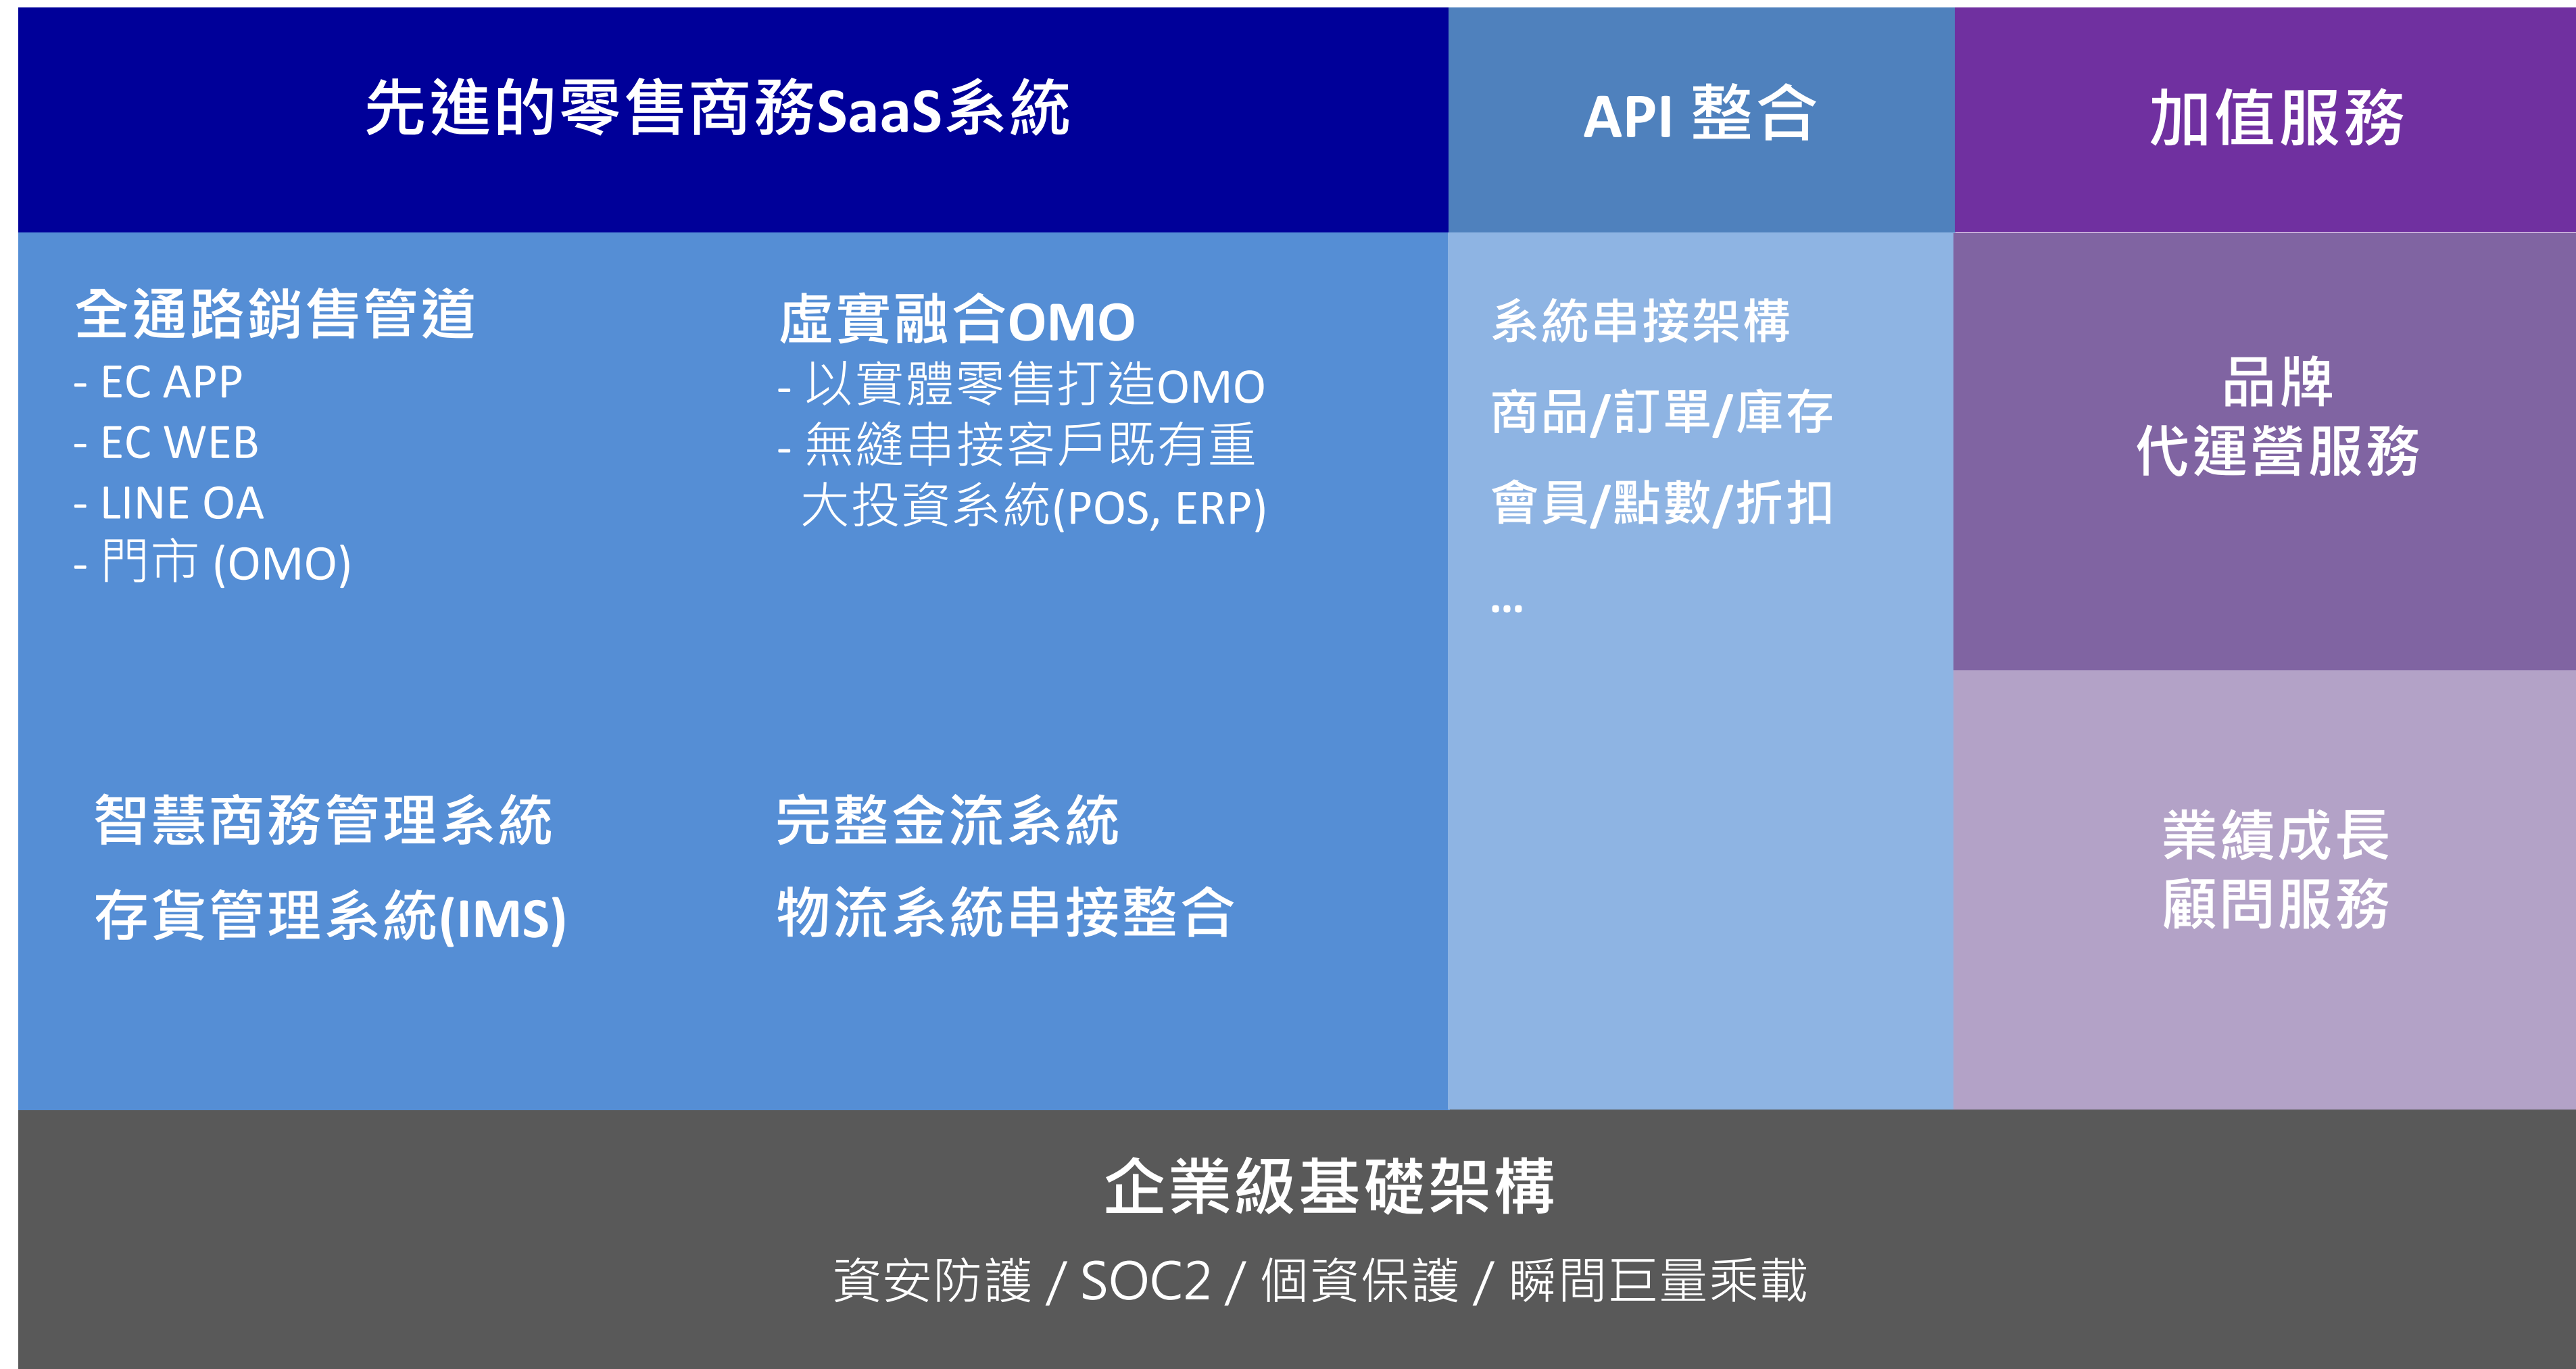 先進的零售商務SaaS系統
API 整合
加值服務
全通路銷售管道
- EC APP
- EC WEB
- LINE OA
- 門市 (OMO)
虛實融合OMO
- 以實體零售打造OMO
- 無縫串接客戶既有重
大投資系統(POS, ERP)
智慧商務管理系統
存貨管理系統(IMS)
完整金流系統
物流系統串接整合
系統串接架構
商品/訂單/庫存
會員/點數/折扣
...
品牌
代運營服務
業績成長
顧問服務
企業級基礎架構
資安防護 / SOC2 / 個資保護 / 瞬間巨量乘載